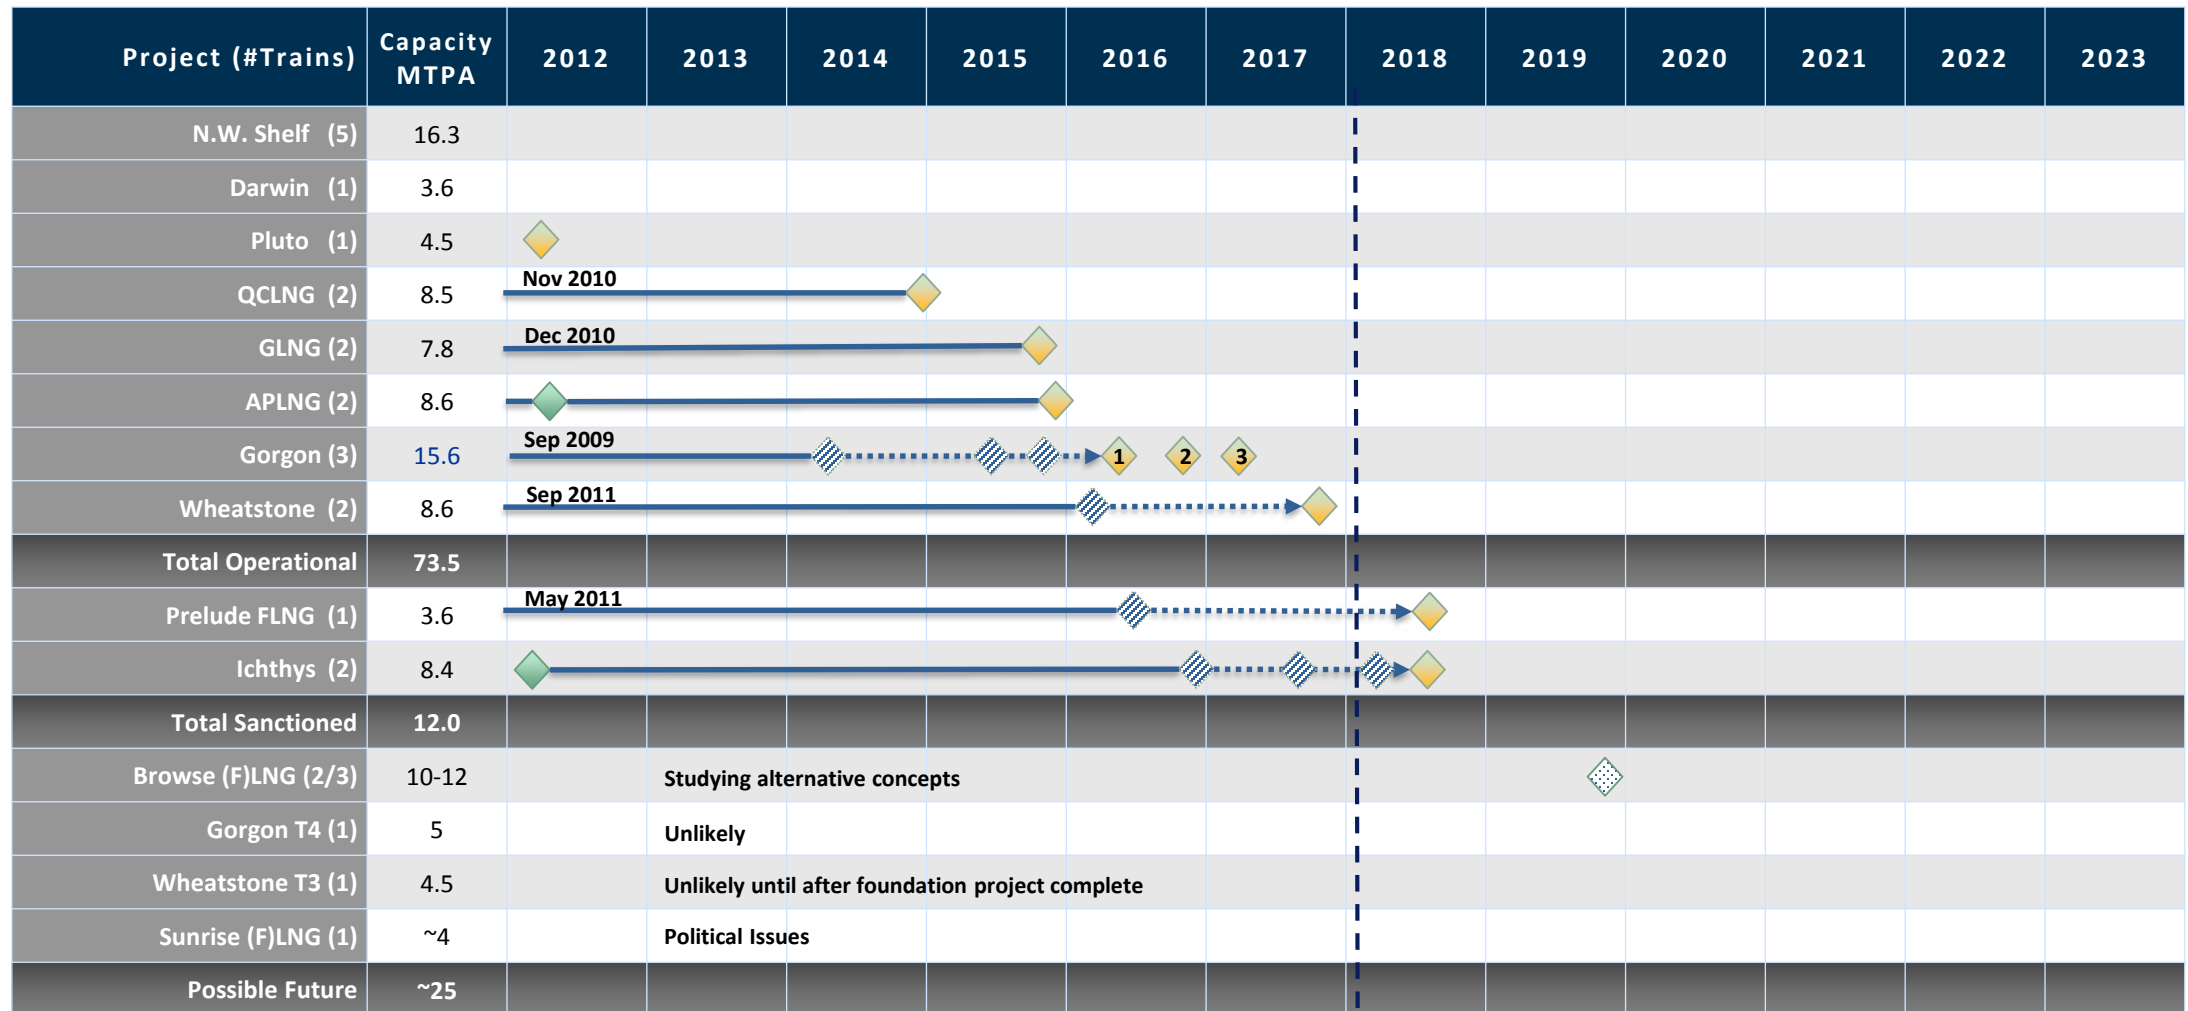 Project (#Trains) Capacity MTPA 2012 2013 2014 2015 2016 2017 2018 2019 2020 2021 2022 2023
N.W. Shelf (5) 16.3
Darwin (1) 3.6
Pluto (1) 4.5
QCLNG (2) 8.5 Nov 2010
GLNG (2) 7.8 Dec 2010
APLNG (2) 8.6
Gorgon (3) 15.6 Sep 2009 1 2 3
Wheatstone (2) 8.6 Sep 2011
Total Operational 73.5
Prelude FLNG (1) 3.6 May 2011
Ichthys (2) 8.4
Total Sanctioned 12.0
Browse (F)LNG (2/3) 10-12 Studying alternative concepts
Gorgon T4 (1) 5 Unlikely
Wheatstone T3 (1) 4.5 Unlikely until after foundation project complete
Sunrise (F)LNG (1) ~4 Political Issues
Possible Future ~25